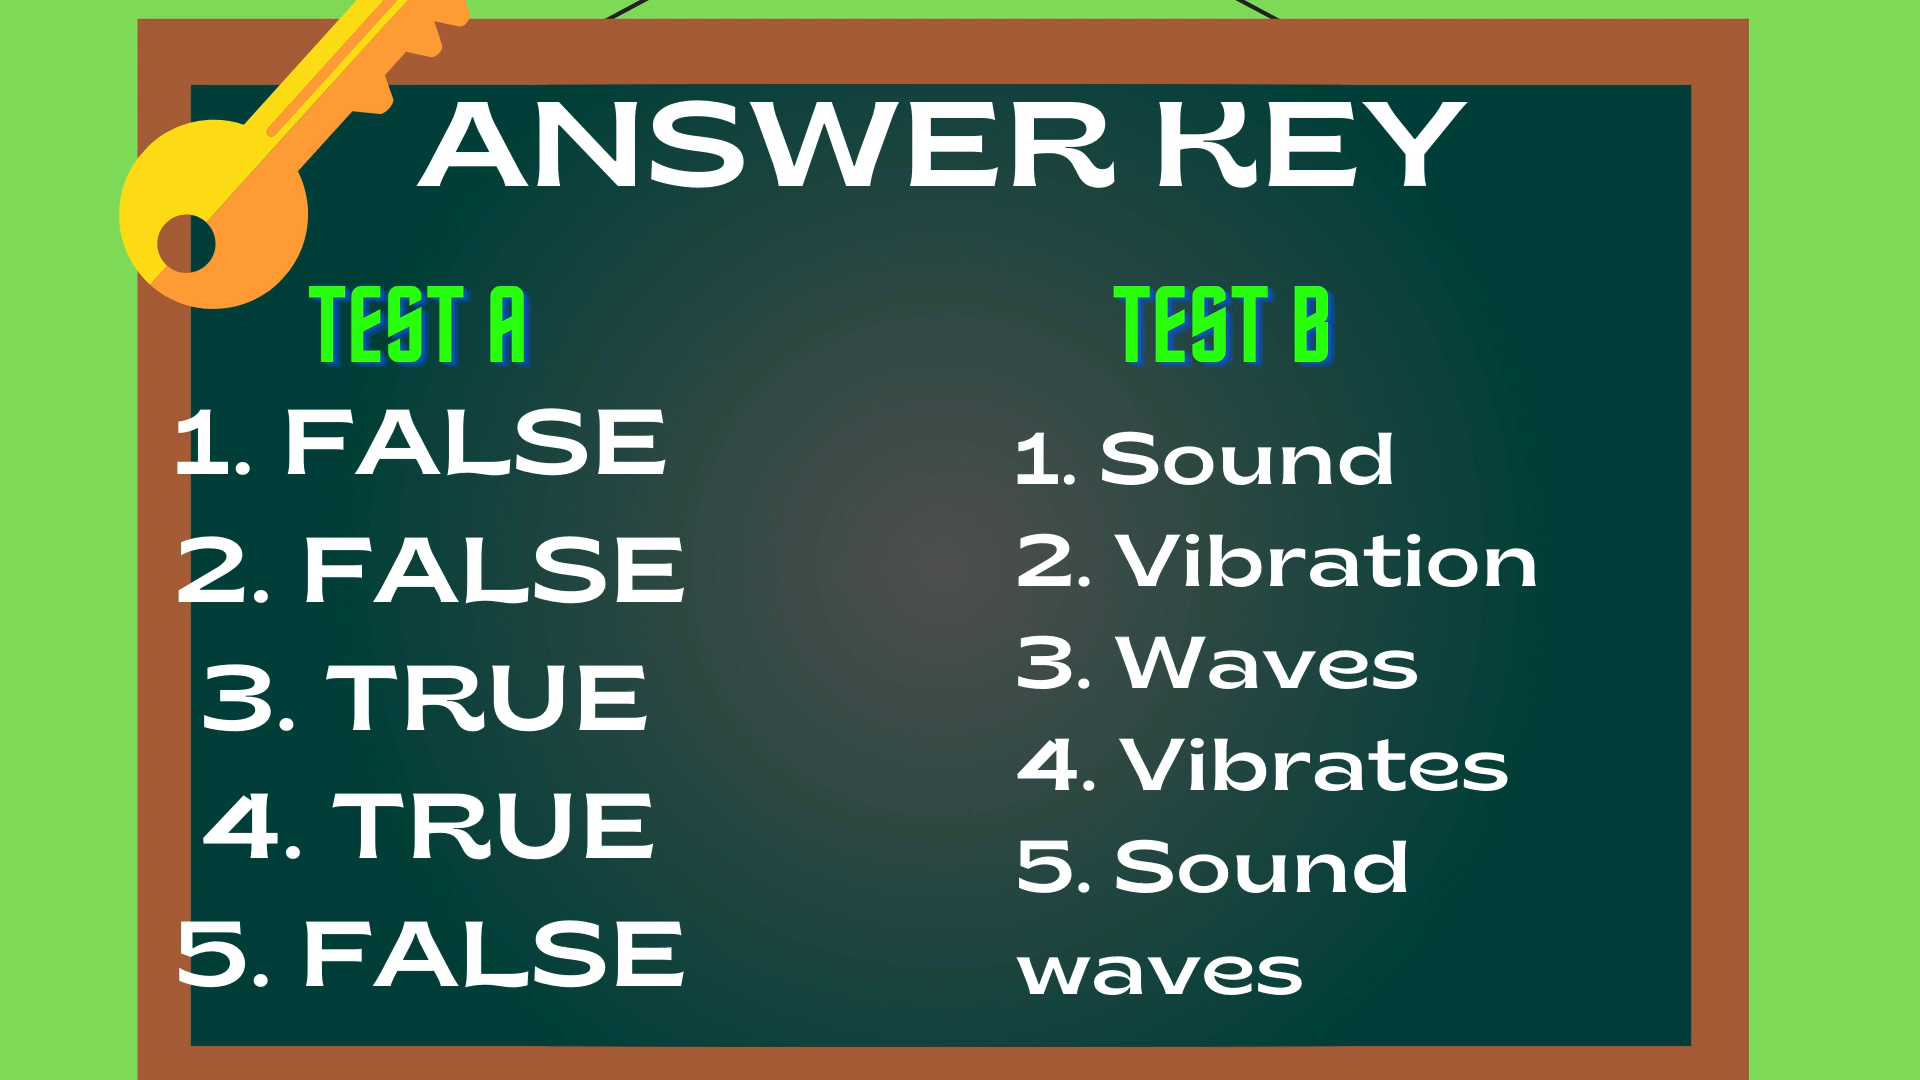 ANSWER KEY
TEST A
1. FALSE
2. FALSE
3. TRUE
4. TRUE
5. FALSE
TEST B
1. Sound
2. Vibration
3. Waves
4. Vibrates
5. Sound
waves